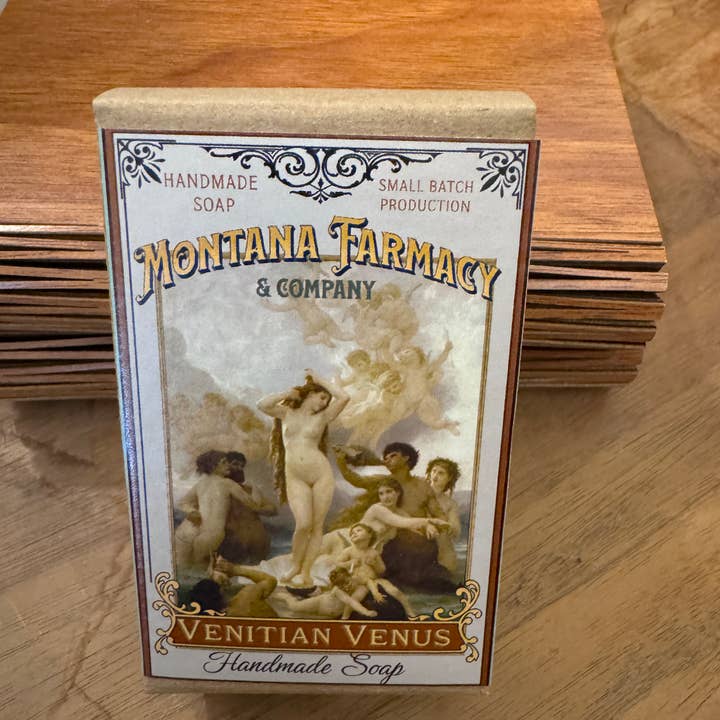 HANDMADE SOAP
SMALL BATCH PRODUCTION
MONTANA FARMACY
& COMPANY
VENITIAN VENUS
Handmade Soap